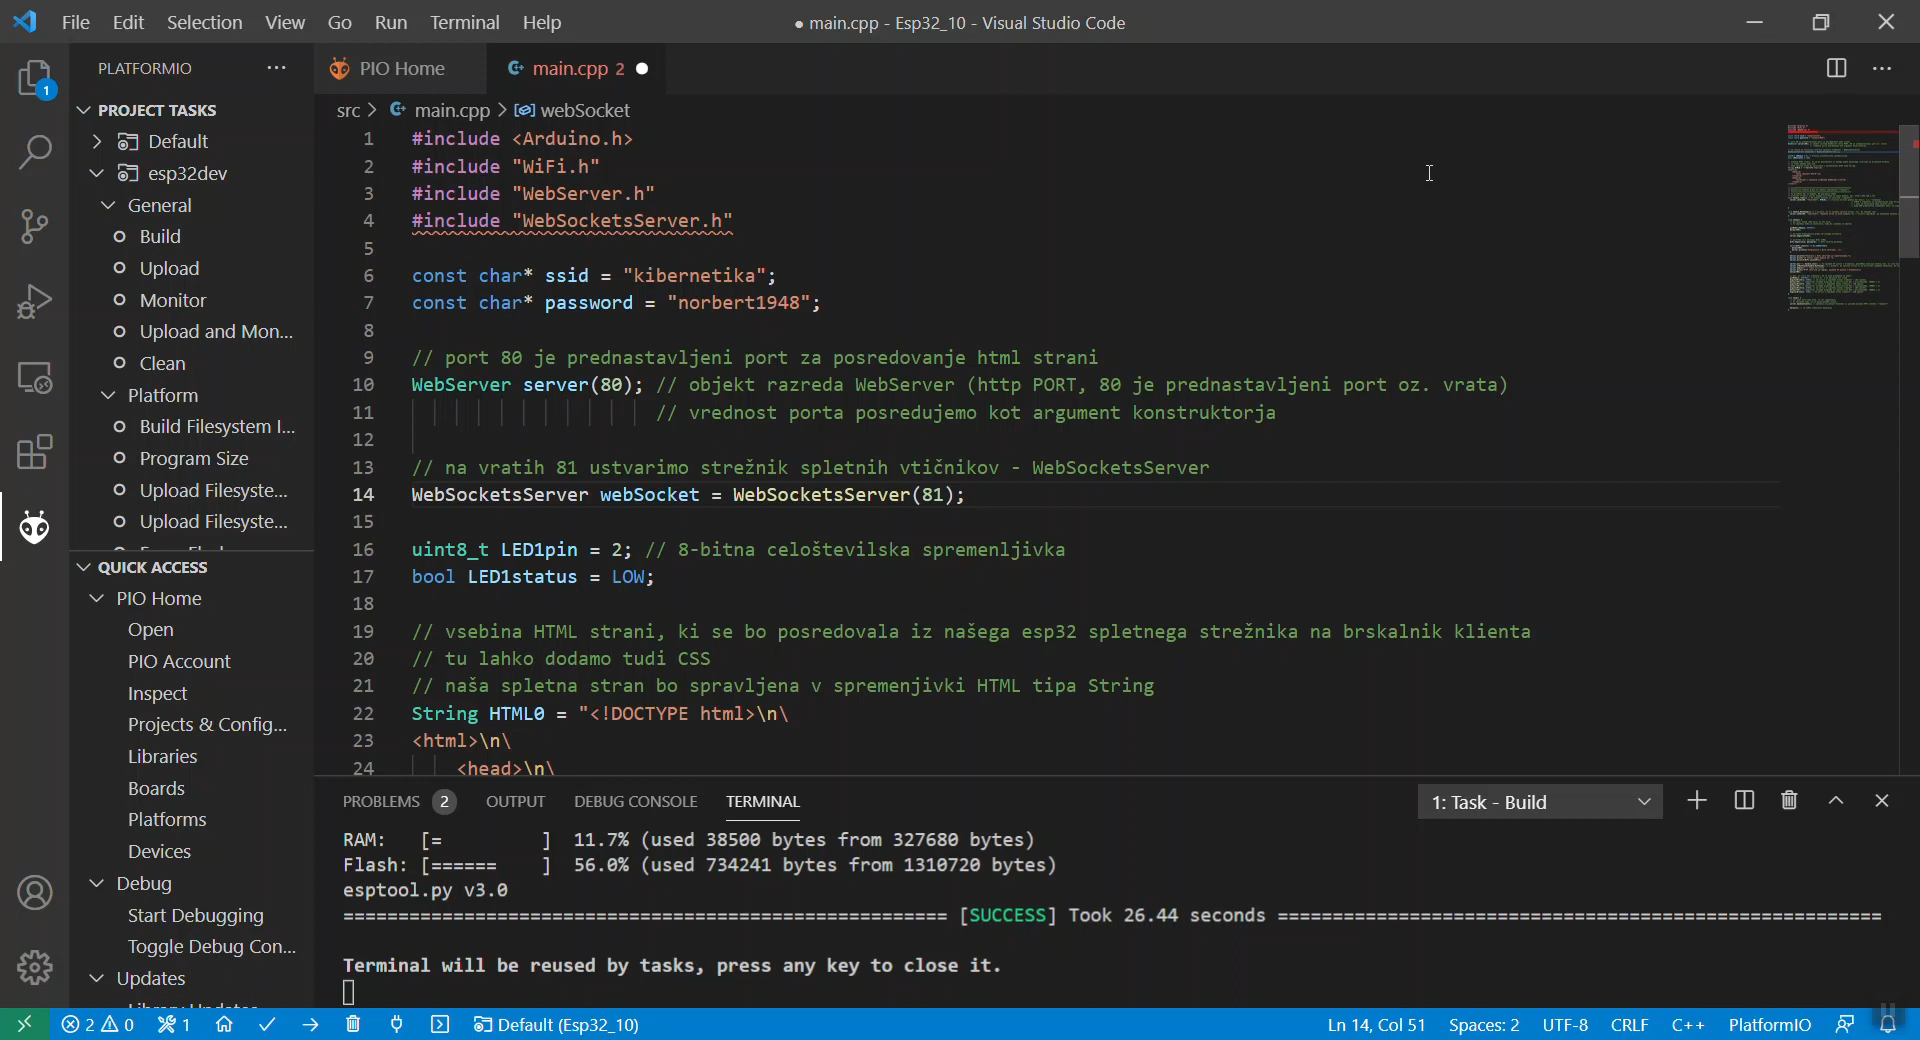 File Edit Selection View Go Run Terminal Help
● main.cpp - Esp32_10 - Visual Studio Code
PLATFORMIO
PIO Home
main.cpp 2
1
PROJECT TASKS
Default
esp32dev
General
Build
Upload
Monitor
Upload and Mon...
Clean
Platform
Build Filesystem I...
Program Size
Upload Filesyste...
Upload Filesyste...
QUICK ACCESS
PIO Home
Open
PIO Account
Inspect
Projects & Config...
Libraries
Boards
Platforms
Devices
Debug
Start Debugging
Toggle Debug Con...
Updates
src > main.cpp > webSocket
1 #include <Arduino.h>
2 #include "WiFi.h"
3 #include "WebServer.h"
4 #include "WebSocketsServer.h"
5
6 const char* ssid = "kibernetika";
7 const char* password = "norbert1948";
8
9 // port 80 je prednastavljeni port za posredovanje html strani
10 WebServer server(80); // objekt razreda WebServer (http PORT, 80 je prednastavljeni port oz. vrata)
11 // vrednost porta posredujemo kot argument konstruktorja
12
13 // na vratih 81 ustvarimo strežnik spletnih vtičnikov - WebSocketsServer
14 WebSocketsServer webSocket = WebSocketsServer(81);
15
16 uint8_t LED1pin = 2; // 8-bitna celoštevilska spremenljivka
17 bool LED1status = LOW;
18
19 // vsebina HTML strani, ki se bo posredovala iz našega esp32 spletnega strežnika na brskalnik klienta
20 // tu lahko dodamo tudi CSS
21 // naša spletna stran bo spravljena v spremenjivki HTML tipa String
22 String HTML0 = "<!DOCTYPE html>\n\
23 <html>\n\
24 <head>\n\
PROBLEMS 2 OUTPUT DEBUG CONSOLE TERMINAL
1: Task - Build
RAM: [= ] 11.7% (used 38500 bytes from 327680 bytes)
Flash: [====== ] 56.0% (used 734241 bytes from 1310720 bytes)
esptool.py v3.0
======================================================= [SUCCESS] Took 26.44 seconds =======================================================
Terminal will be reused by tasks, press any key to close it.
2 0 1 Default (Esp32_10)
Ln 14, Col 51 Spaces: 2 UTF-8 CRLF C++ PlatformIO